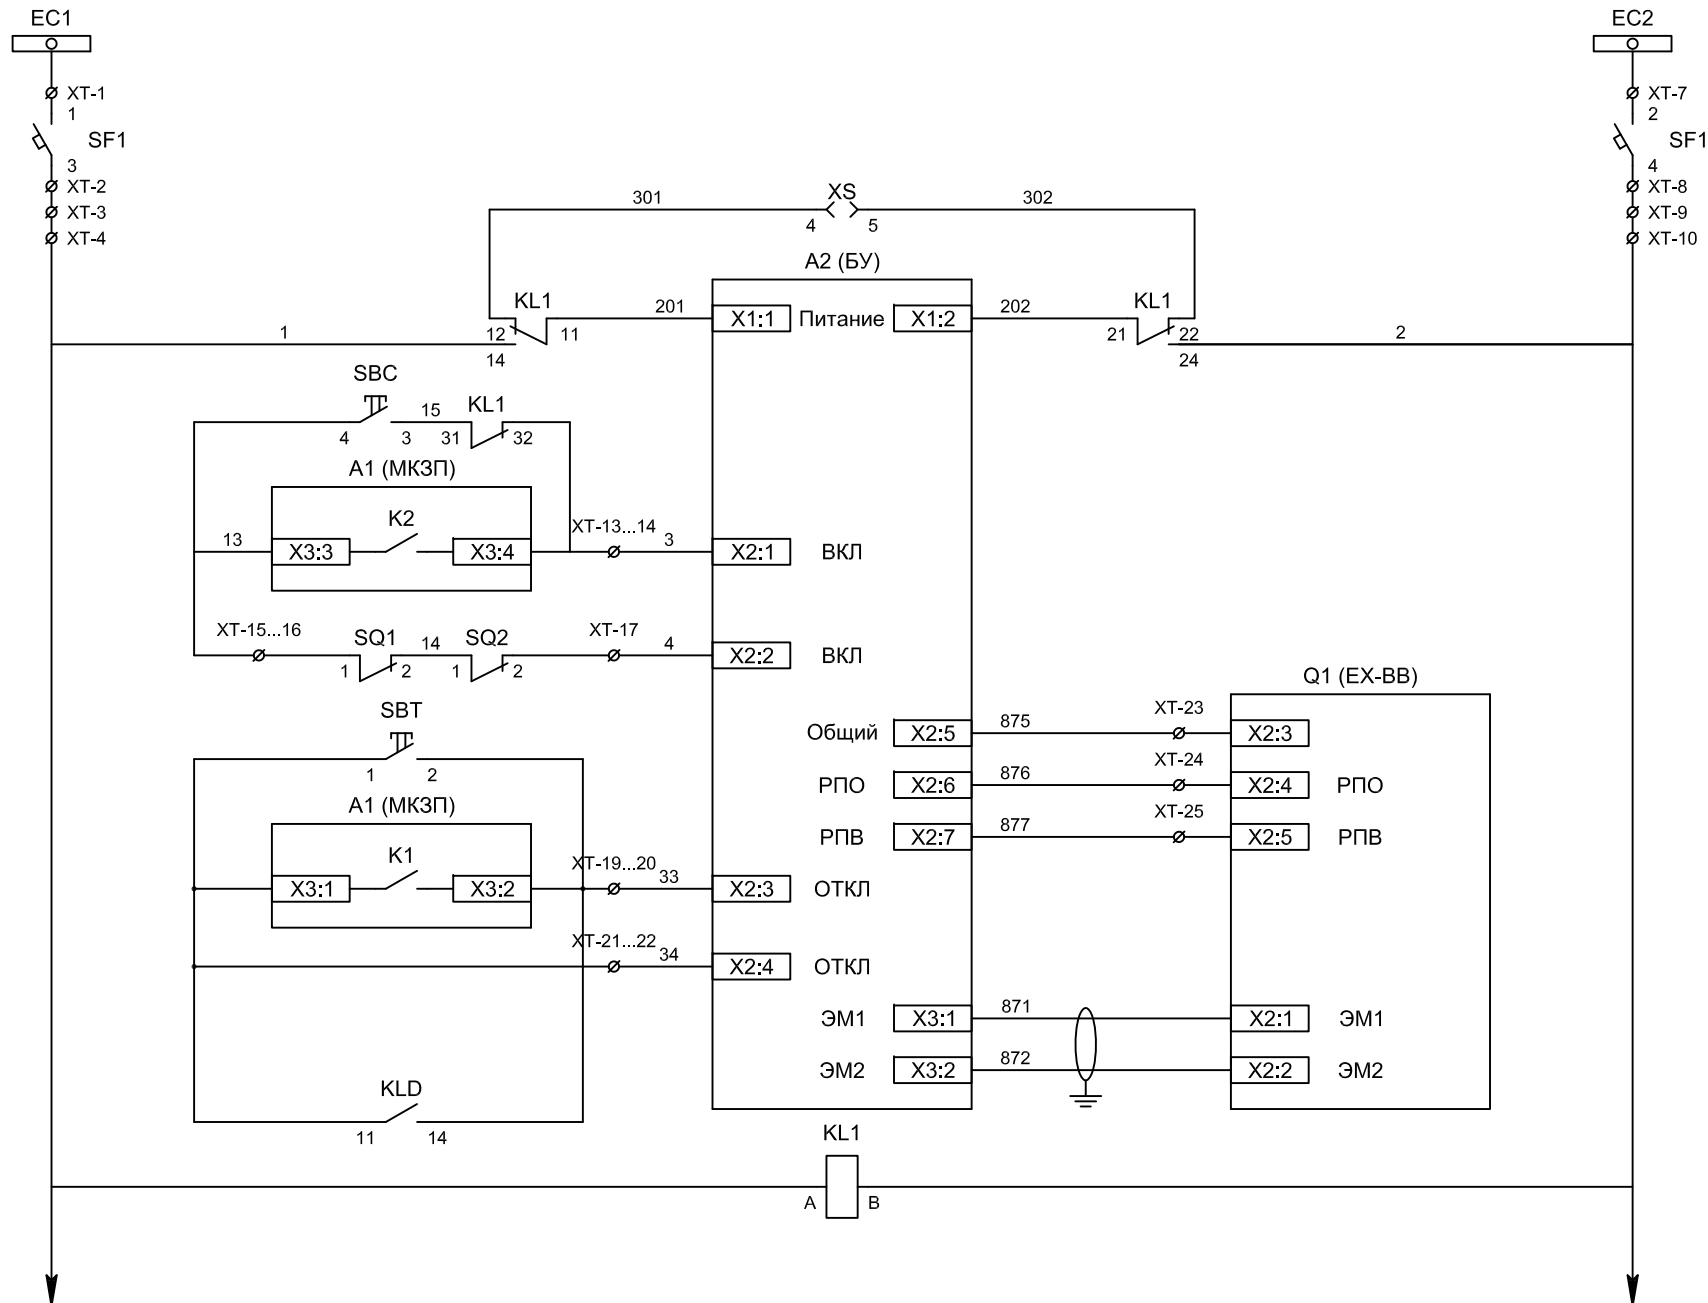 EC1
EC2
XT-1
XT-7
1
2
SF1
SF1
3
4
XT-2
XT-8
XT-3
XT-9
XT-4
XT-10
301
XS
302
4
5
А2 (БУ)
KL1
201
X1:1
Питание
X1:2
202
KL1
1
12
11
21
22
2
14
24
SBC
15
KL1
4
3
31
32
А1 (МКЗП)
K2
XT-13...14
13
X3:3
X3:4
3
X2:1
ВКЛ
XT-15...16
SQ1
14
SQ2
XT-17
4
X2:2
ВКЛ
1
2
1
2
Q1 (EX-BB)
SBT
XT-23
Общий
X2:5
875
X2:3
1
2
XT-24
РПО
X2:6
876
X2:4
РПО
А1 (МКЗП)
XT-25
РПВ
X2:7
877
X2:5
РПВ
K1
XT-19...20
X3:1
X3:2
33
X2:3
ОТКЛ
XT-21...22
34
X2:4
ОТКЛ
ЭМ1
X3:1
871
X2:1
ЭМ1
ЭМ2
X3:2
872
X2:2
ЭМ2
KLD
11
14
KL1
A
B